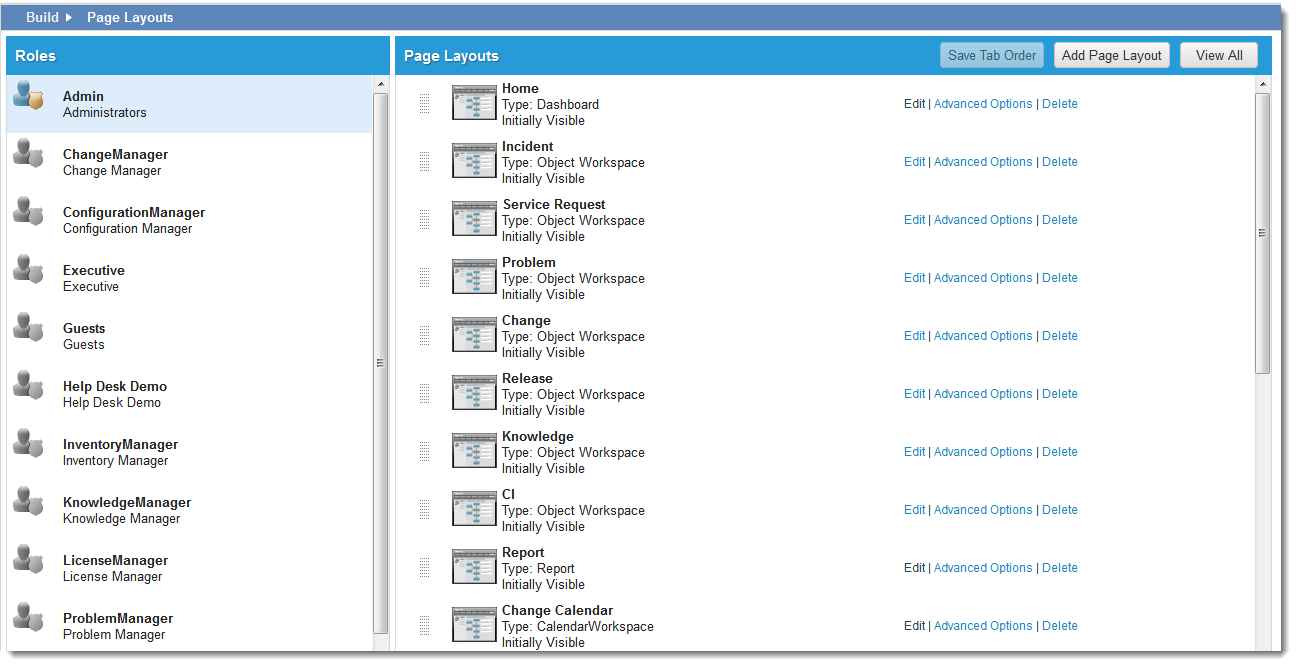 Build Page Layouts
Roles
Admin
Administrators
ChangeManager
Change Manager
ConfigurationManager
Configuration Manager
Executive
Executive
Guests
Guests
Help Desk Demo
Help Desk Demo
InventoryManager
Inventory Manager
KnowledgeManager
Knowledge Manager
LicenseManager
License Manager
ProblemManager
Problem Manager
Page Layouts
Save Tab Order
Add Page Layout
View All
Home
Type: Dashboard
Initially Visible
Edit | Advanced Options | Delete
Incident
Type: Object Workspace
Initially Visible
Edit | Advanced Options | Delete
Service Request
Type: Object Workspace
Initially Visible
Edit | Advanced Options | Delete
Problem
Type: Object Workspace
Initially Visible
Edit | Advanced Options | Delete
Change
Type: Object Workspace
Initially Visible
Edit | Advanced Options | Delete
Release
Type: Object Workspace
Initially Visible
Edit | Advanced Options | Delete
Knowledge
Type: Object Workspace
Initially Visible
Edit | Advanced Options | Delete
CI
Type: Object Workspace
Initially Visible
Edit | Advanced Options | Delete
Report
Type: Report
Initially Visible
Edit | Advanced Options | Delete
Change Calendar
Type: CalendarWorkspace
Initially Visible
Edit | Advanced Options | Delete